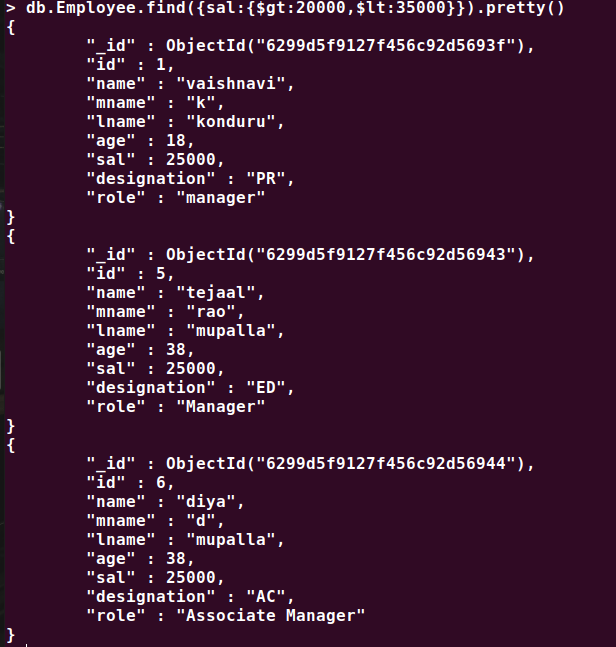 > db.Employee.find({sal:{$gt:20000,$lt:35000}}).pretty()
{
        "_id" : ObjectId("6299d5f9127f456c92d5693f"),
        "id" : 1,
        "name" : "vaishnavi",
        "mname" : "k",
        "lname" : "konduru",
        "age" : 18,
        "sal" : 25000,
        "designation" : "PR",
        "role" : "manager"
}
{
        "_id" : ObjectId("6299d5f9127f456c92d56943"),
        "id" : 5,
        "name" : "tejaal",
        "mname" : "rao",
        "lname" : "mupalla",
        "age" : 38,
        "sal" : 25000,
        "designation" : "ED",
        "role" : "Manager"
}
{
        "_id" : ObjectId("6299d5f9127f456c92d56944"),
        "id" : 6,
        "name" : "diya",
        "mname" : "d",
        "lname" : "mupalla",
        "age" : 38,
        "sal" : 25000,
        "designation" : "AC",
        "role" : "Associate Manager"
}